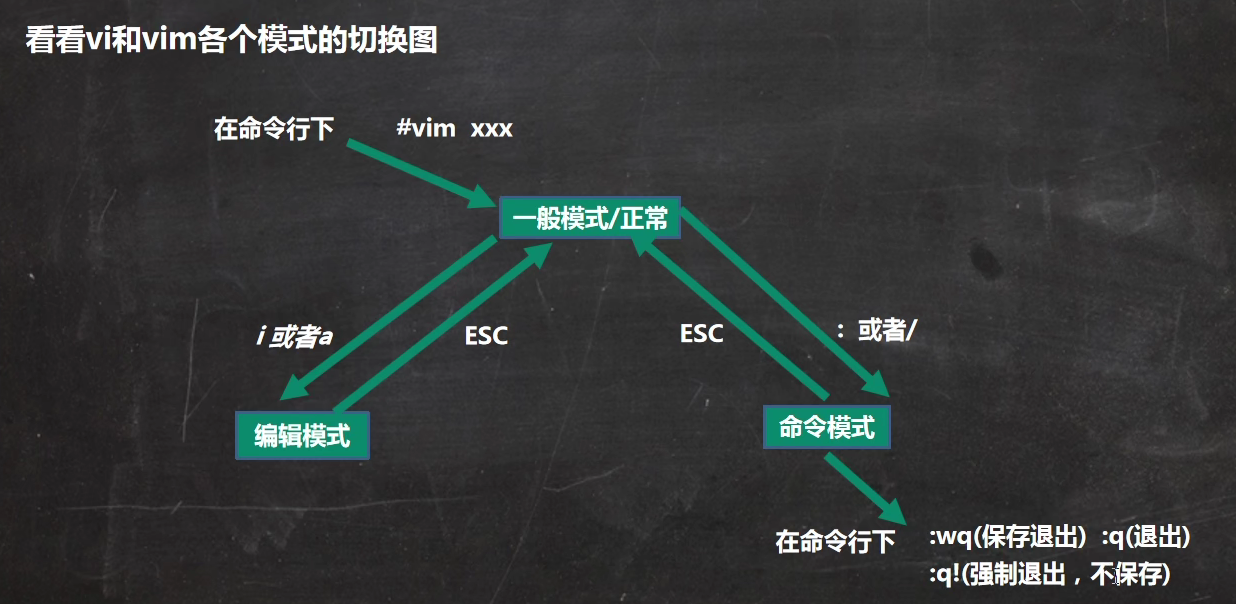 看看vi和vim各个模式的切换图
在命令行下 #vim xxx
一般模式/正常
i 或者a ESC ESC : 或者/
编辑模式 命令模式
在命令行下 :wq(保存退出) :q(退出)
:q!(强制退出，不保存)